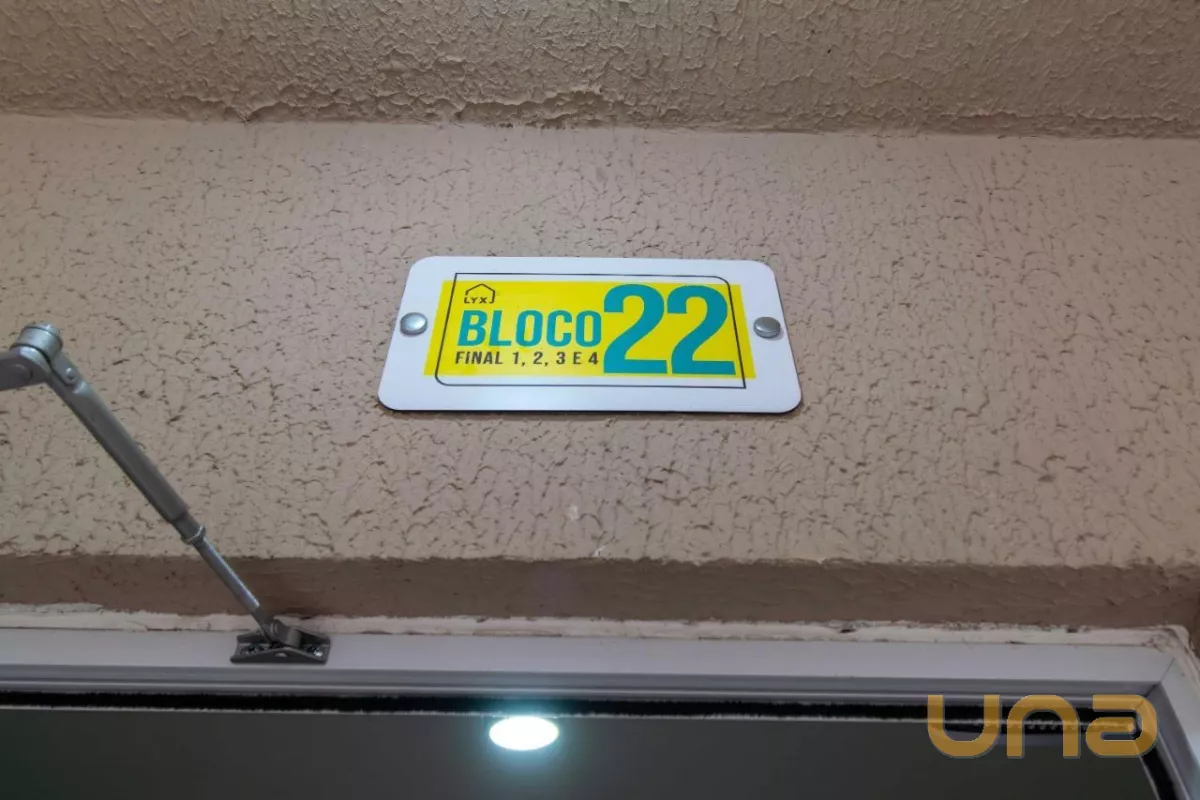 LYX
BLOCO 22
FINAL 1, 2, 3 E 4
una